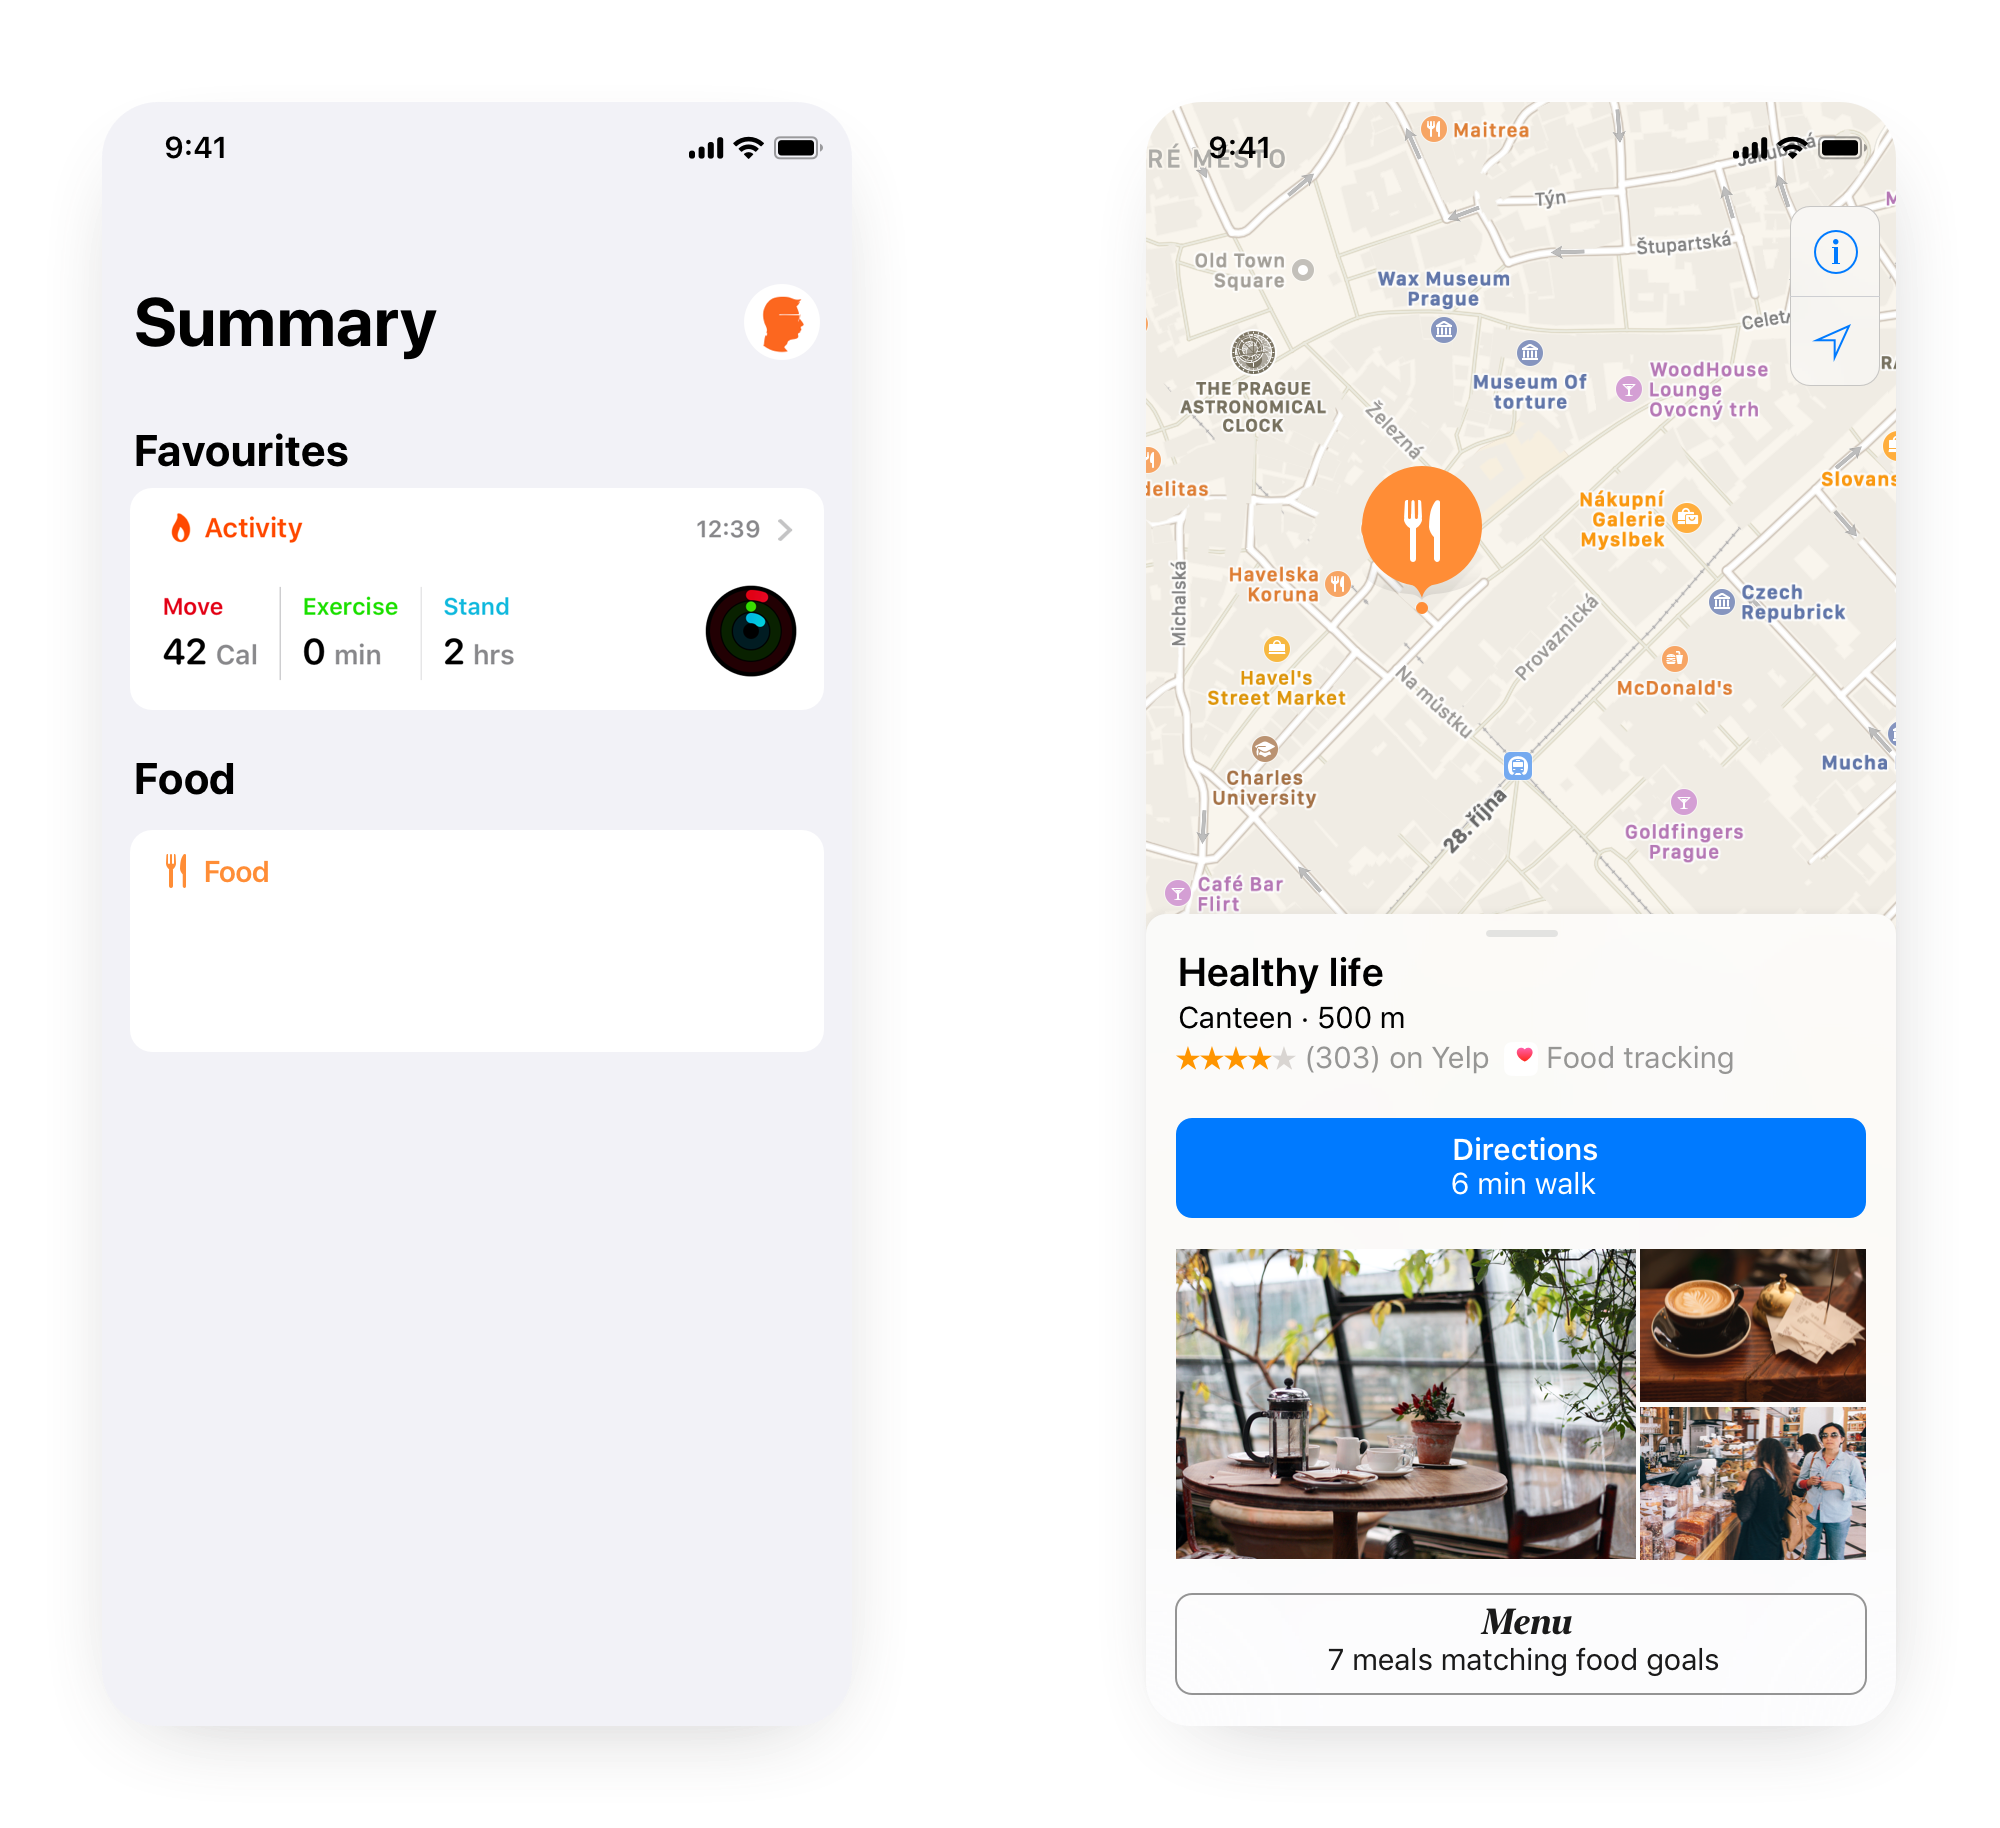 9:41
Summary
Favourites
Activity
12:39
Move
Exercise
Stand
42 Cal
0 min
2 hrs
Food
Food
9:41
RÉ MĚSTO
Maitrea
Týn
Štupartská
Old Town
Square
Wax Museum
Prague
THE PRAGUE
ASTRONOMICAL
CLOCK
Museum Of
torture
WoodHouse
Lounge
Ovocný trh
Železná
delitas
Slovans
Nákupní
Galerie
Myslbek
Havelska
Koruna
Michalská
Czech
Repubrick
Provaznická
Havel's
Street Market
McDonald's
Na můstku
Charles
University
Mucha
28. října
Goldfingers
Prague
Café Bar
Flirt
Healthy life
Canteen · 500 m
(303) on Yelp
Food tracking
Directions
6 min walk
Menu
7 meals matching food goals